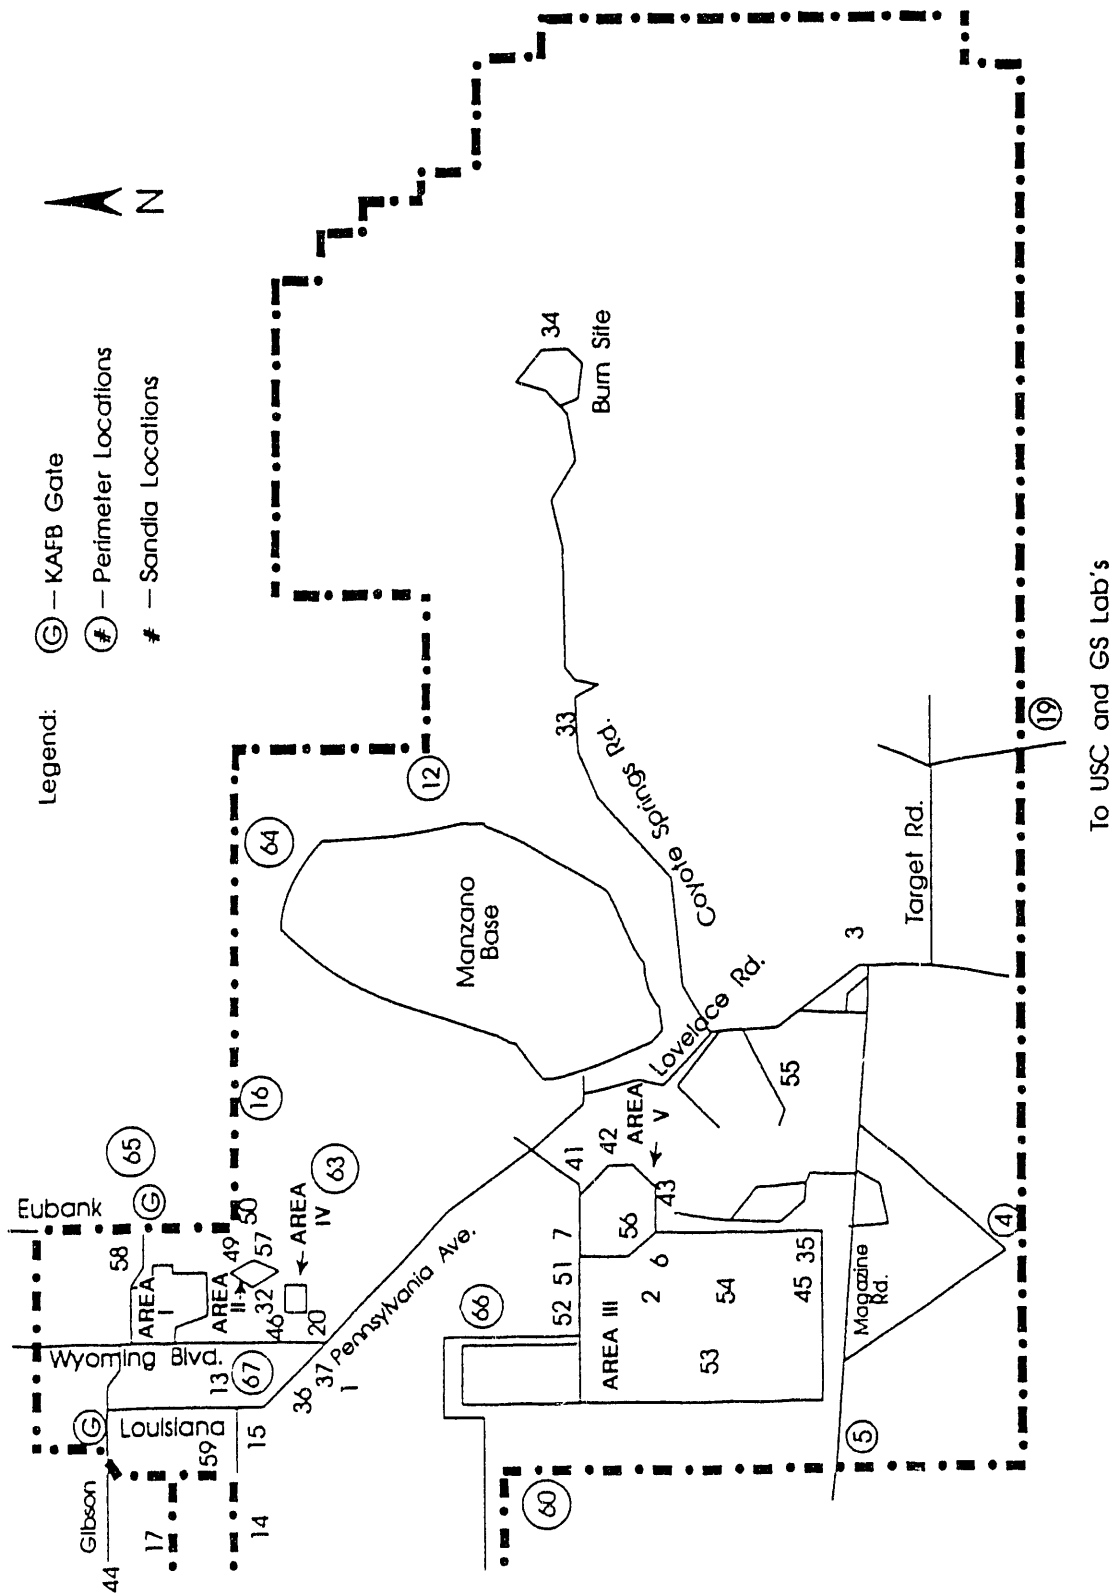 Legend:
G — KAFB Gate
# — Perimeter Locations
# — Sandia Locations
N
Eubank
G
65
58
AREA
I
Gibson
G
44
Wyoming Blvd.
Louisiana
17
59
14
15
13
67
AREA
II
49
50
57
32
46
20
AREA
IV
63
16
64
12
36
37
1
Pennsylvania Ave.
Manzano
Base
34
Burn Site
33
Coyote Springs Rd.
Lovelace Rd.
66
60
52
51
7
41
42
AREA
V
43
56
AREA III
2
6
53
54
45
35
55
3
5
Magazine
Rd.
4
Target Rd.
19
To USC and GS Lab's